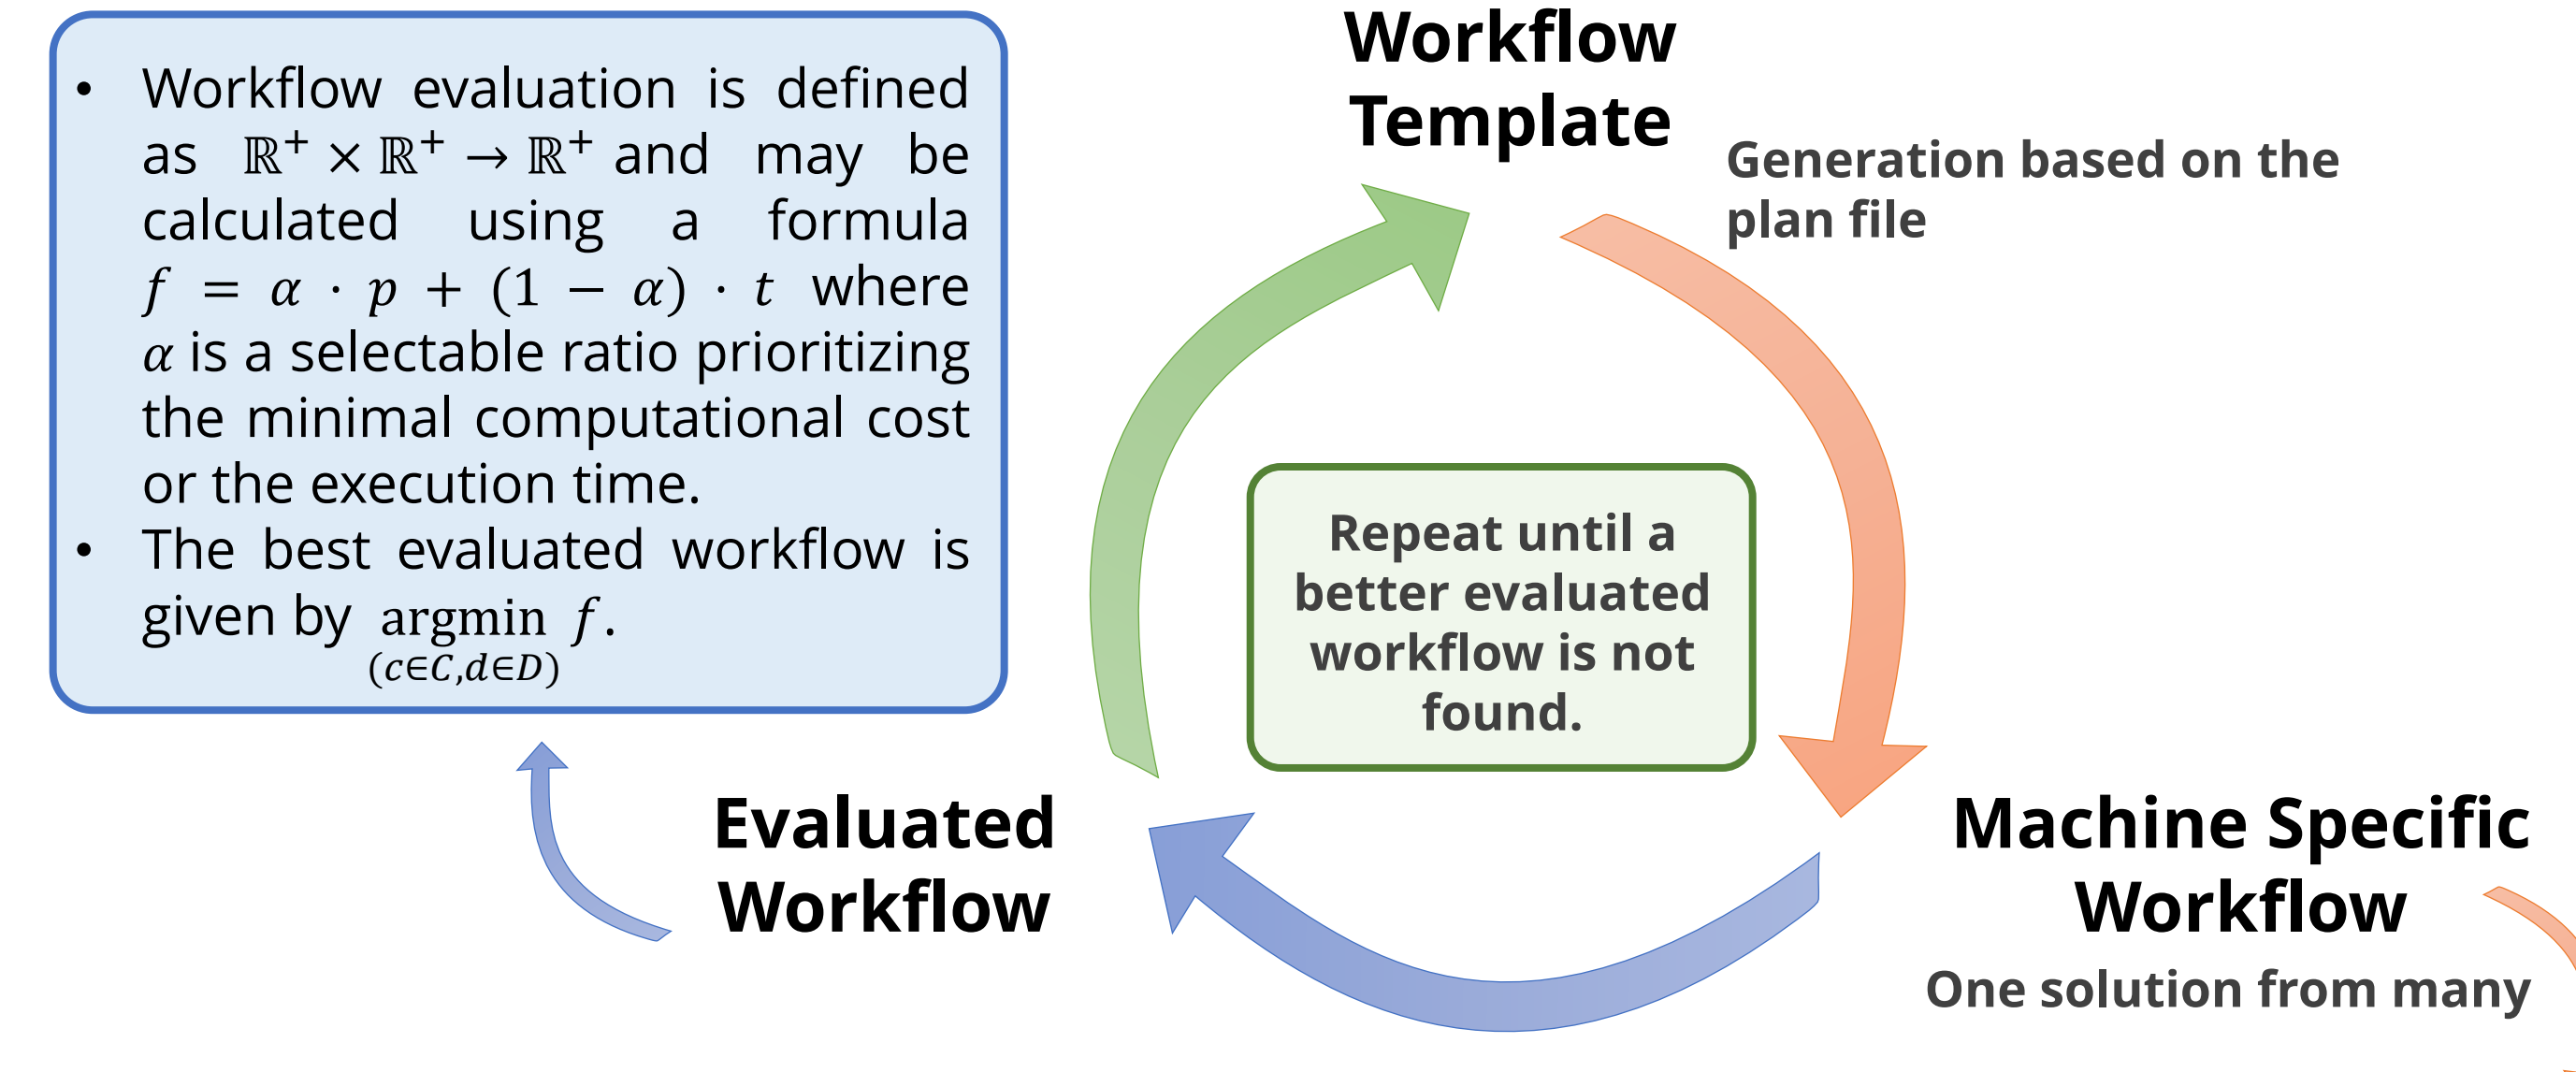 • Workflow evaluation is defined
as ℝ⁺ × ℝ⁺ → ℝ⁺ and may be
calculated using a formula
f = α · p + (1 − α) · t where
α is a selectable ratio prioritizing
the minimal computational cost
or the execution time.
• The best evaluated workflow is
given by argmin f.
(c∈C,d∈D)
Workflow
Template
Generation based on the
plan file
Repeat until a
better evaluated
workflow is not
found.
Evaluated
Workflow
Machine Specific
Workflow
One solution from many